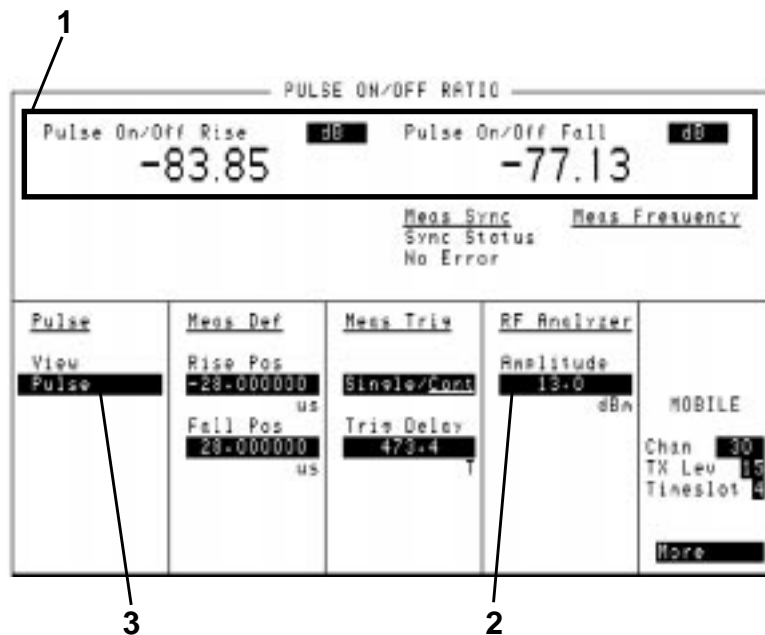 1
PULSE ON/OFF RATIO
Pulse On/Off Rise dB Pulse On/Off Fall dB
-83.85 -77.13
Meas Sync Meas Frequency
Sync Status
No Error
Pulse Meas Def Meas Trig RF Analyzer
View Rise Pos Amplitude
Pulse -28.000000 Single/Cont 13.0
us dBm MOBILE
Fall Pos Trig Delay
28.000000 473.4 Chan 30
us T TX Lev 15
Timeslot 4
More
3 2